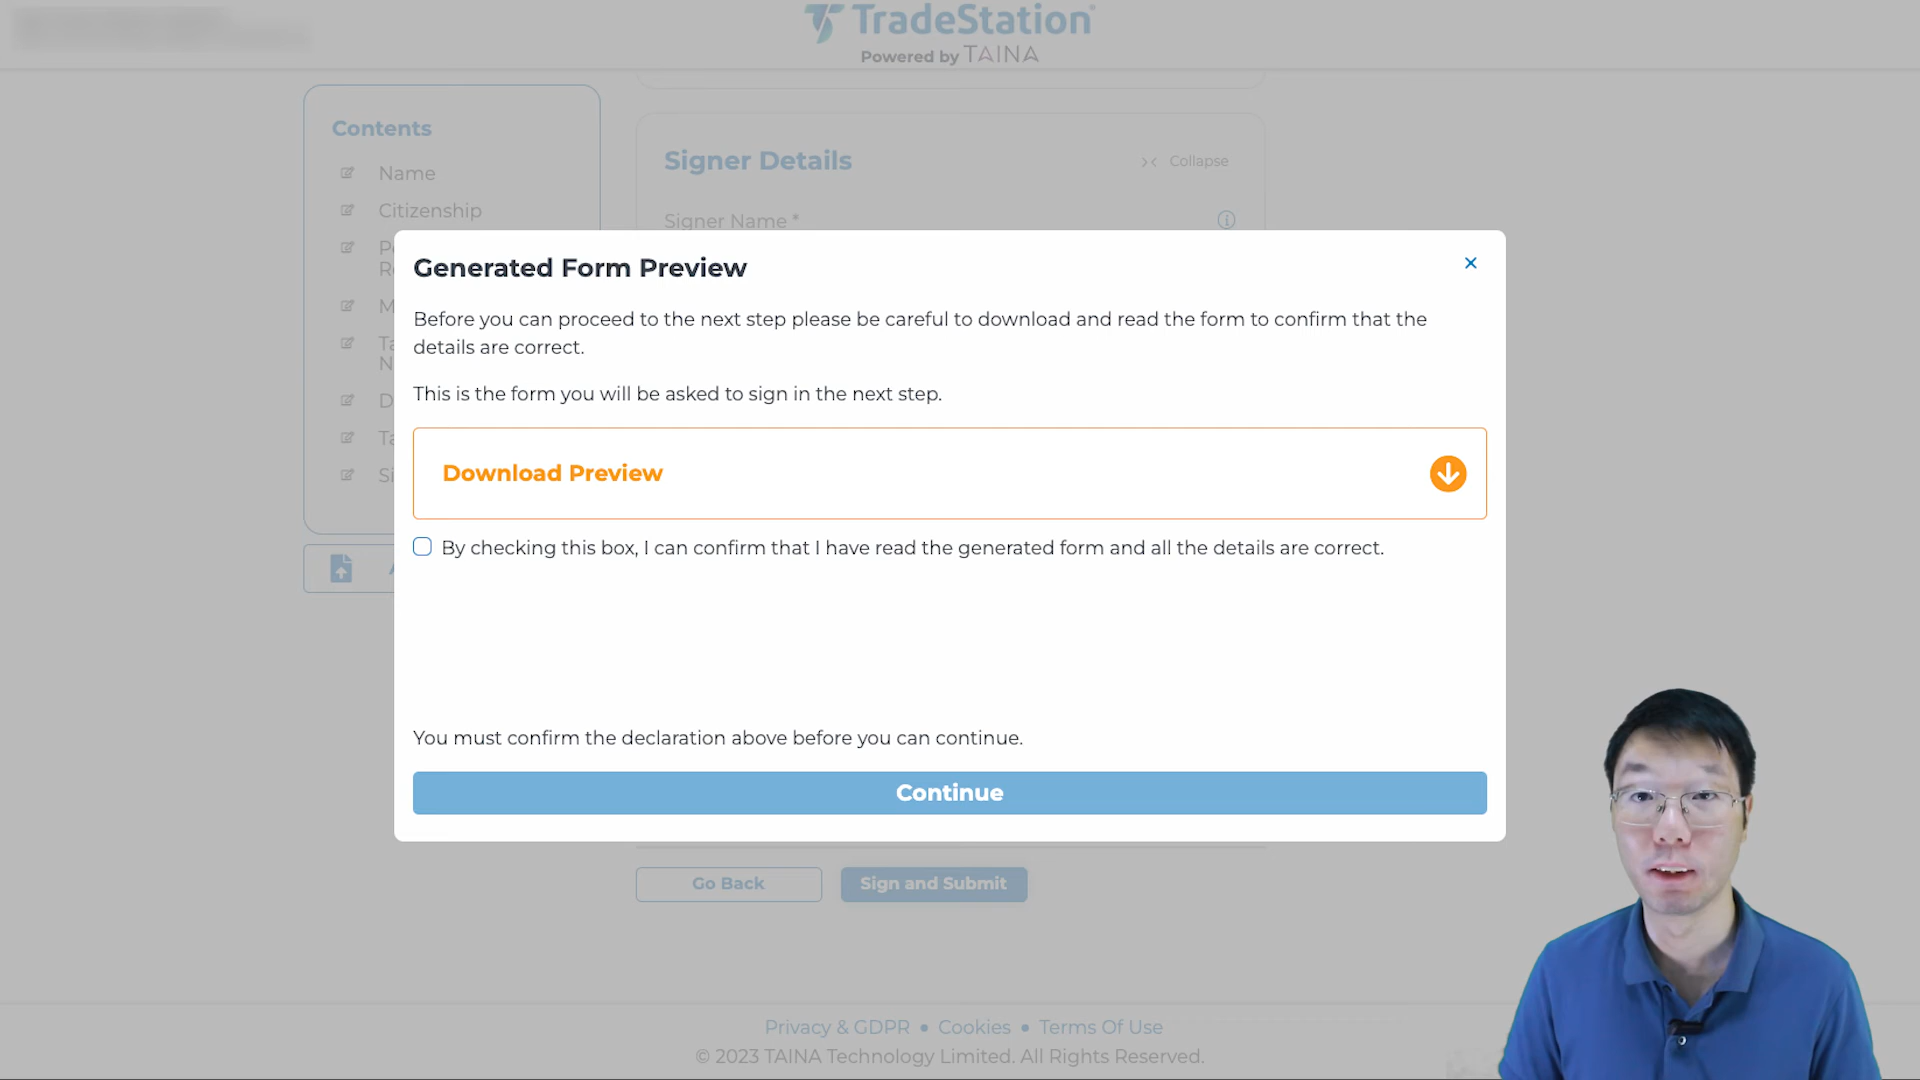 TradeStation
Powered by TAINA
Contents
Name
Citizenship
P
R
M
Ta
N
D
Ta
Si
Signer Details
Collapse
Signer Name *
Generated Form Preview
Before you can proceed to the next step please be careful to download and read the form to confirm that the
details are correct.
This is the form you will be asked to sign in the next step.
Download Preview
By checking this box, I can confirm that I have read the generated form and all the details are correct.
You must confirm the declaration above before you can continue.
Continue
Go Back
Sign and Submit
Privacy & GDPR • Cookies • Terms Of Use
© 2023 TAINA Technology Limited. All Rights Reserved.